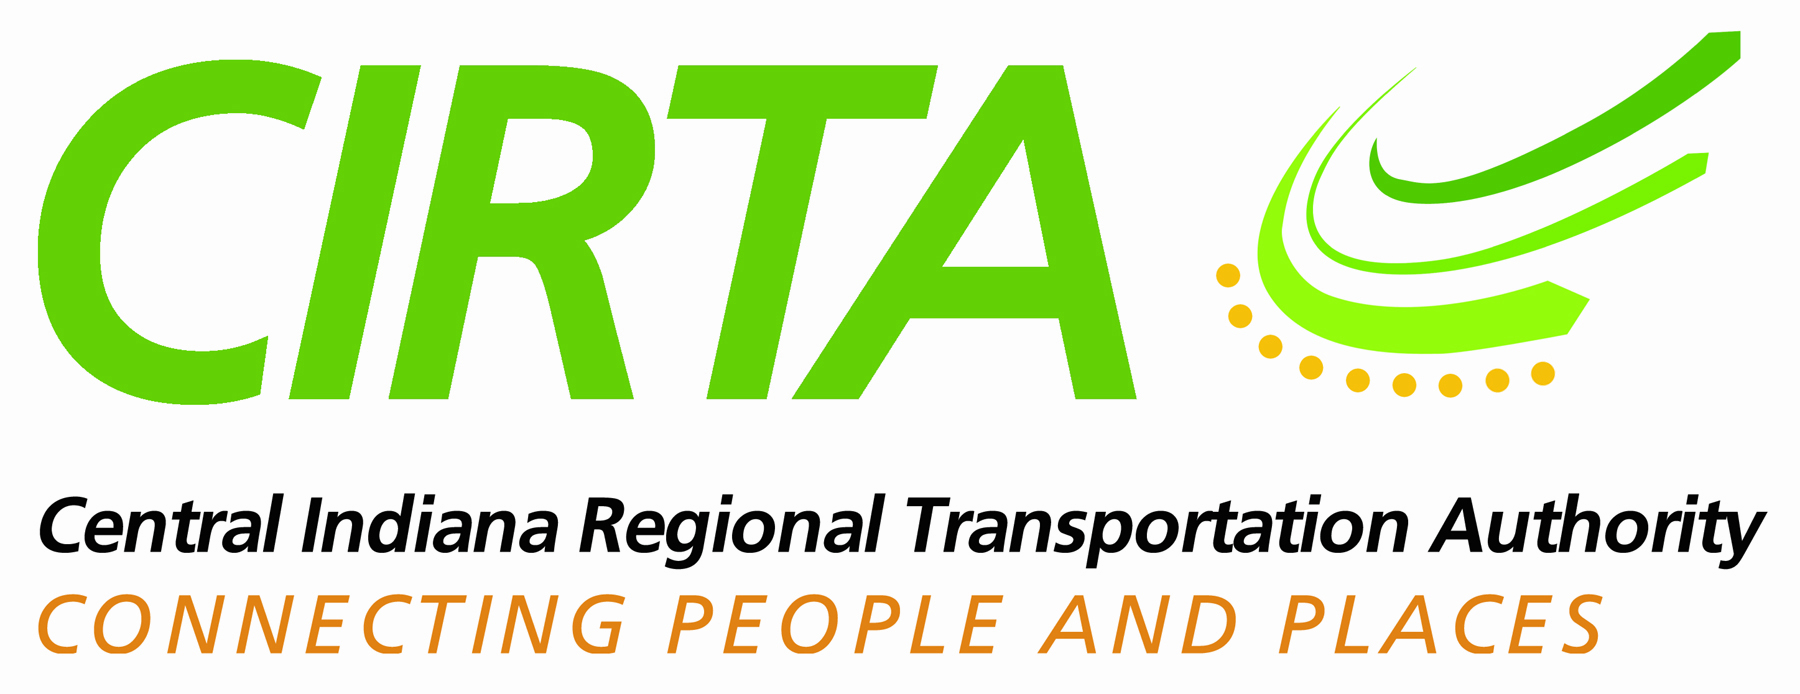 CIRTA
Central Indiana Regional Transportation Authority
CONNECTING PEOPLE AND PLACES